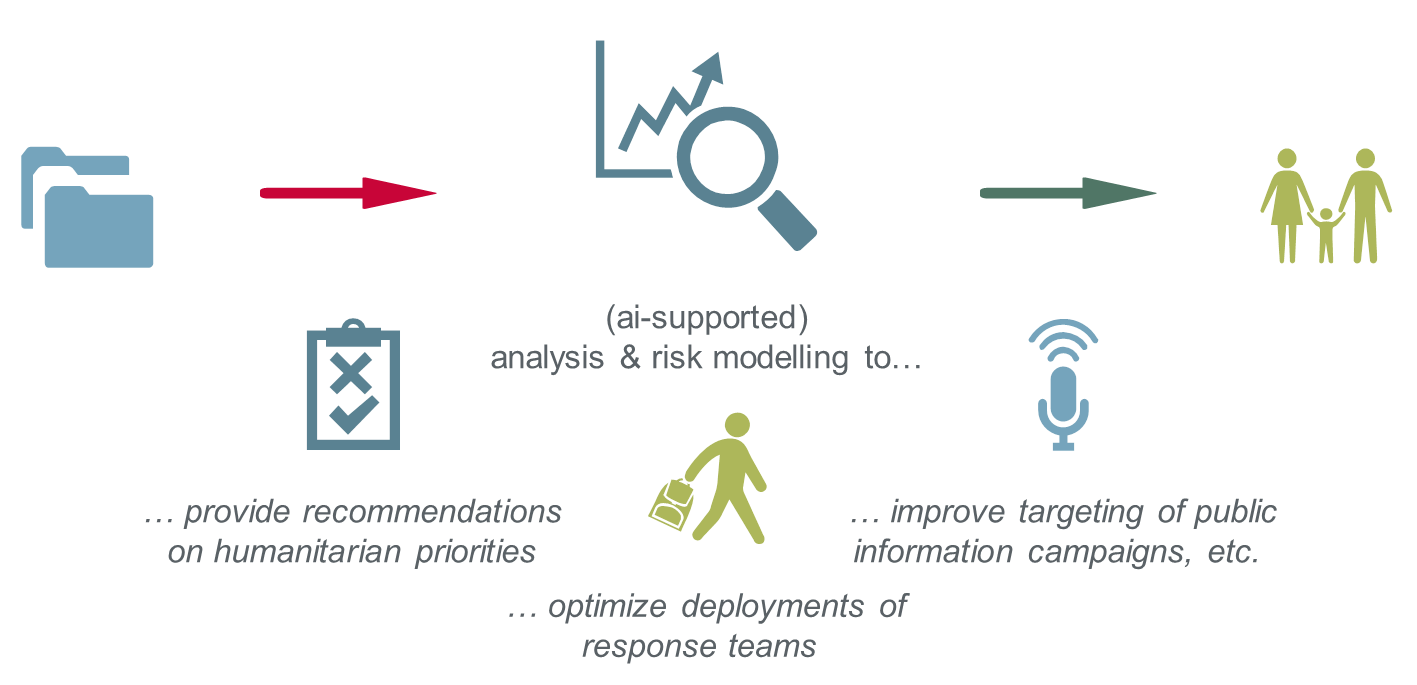 (ai-supported)
analysis & risk modelling to…
… provide recommendations
on humanitarian priorities
… optimize deployments of
response teams
… improve targeting of public
information campaigns, etc.